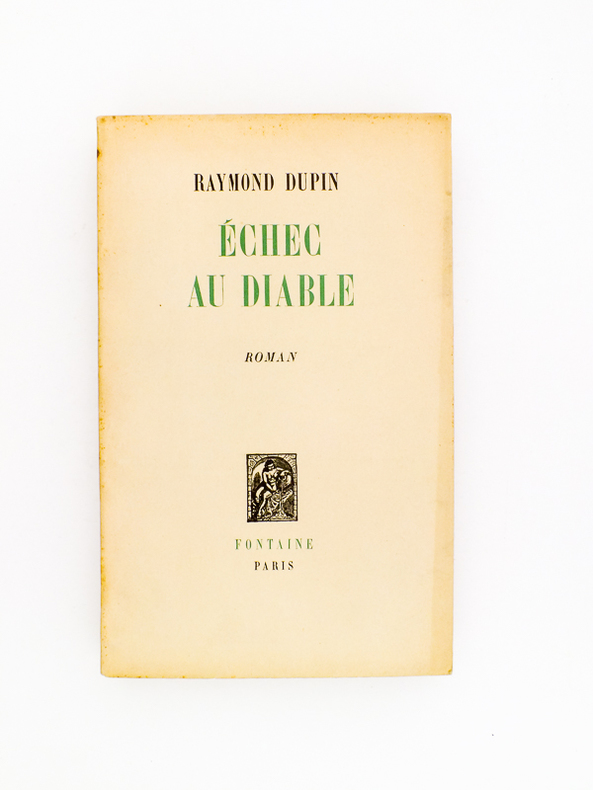 RAYMOND DUPIN
ÉCHEC
AU DIABLE
ROMAN
FONTAINE
PARIS